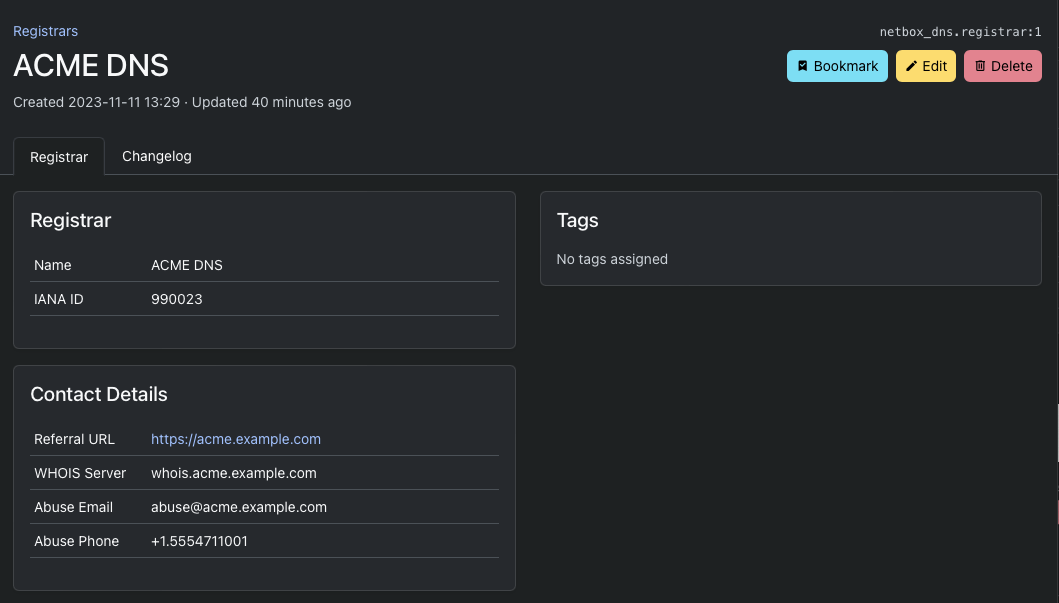 Registrars
netbox_dns.registrar:1
ACME DNS
Bookmark Edit Delete
Created 2023-11-11 13:29 · Updated 40 minutes ago
Registrar Changelog
Registrar
Name ACME DNS
IANA ID 990023
Tags
No tags assigned
Contact Details
Referral URL https://acme.example.com
WHOIS Server whois.acme.example.com
Abuse Email abuse@acme.example.com
Abuse Phone +1.5554711001